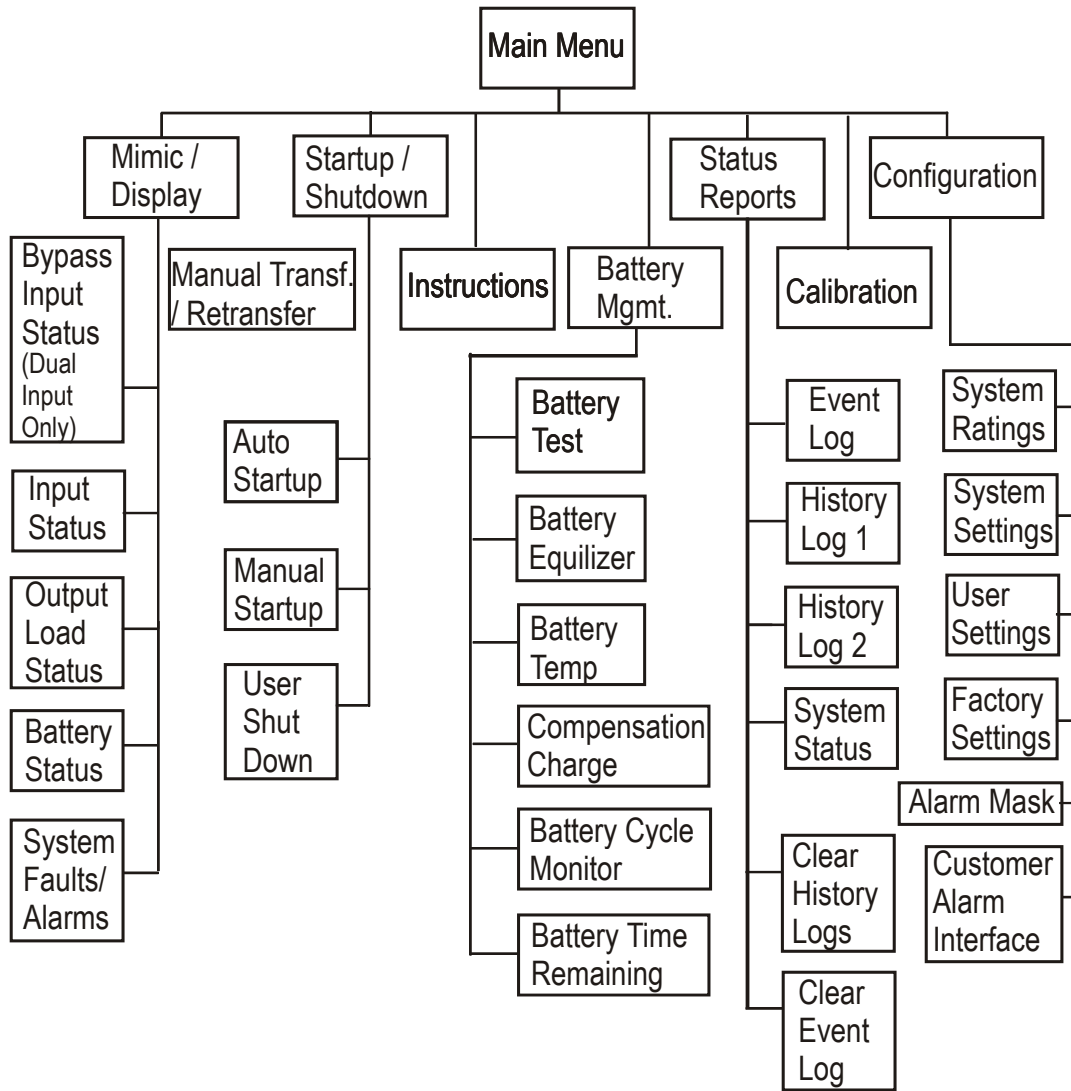 Main Menu
Mimic /
Display
Startup /
Shutdown
Status
Reports
Configuration
Manual Transf.
/ Retransfer
Instructions
Battery
Mgmt.
Calibration
Bypass
Input
Status
(Dual
Input
Only)
Input
Status
Output
Load
Status
Battery
Status
System
Faults/
Alarms
Auto
Startup
Manual
Startup
User
Shut
Down
Battery
Test
Battery
Equilizer
Battery
Temp
Compensation
Charge
Battery Cycle
Monitor
Battery Time
Remaining
Event
Log
History
Log 1
History
Log 2
System
Status
Clear
History
Logs
Clear
Event
Log
System
Ratings
System
Settings
User
Settings
Factory
Settings
Alarm Mask
Customer
Alarm
Interface